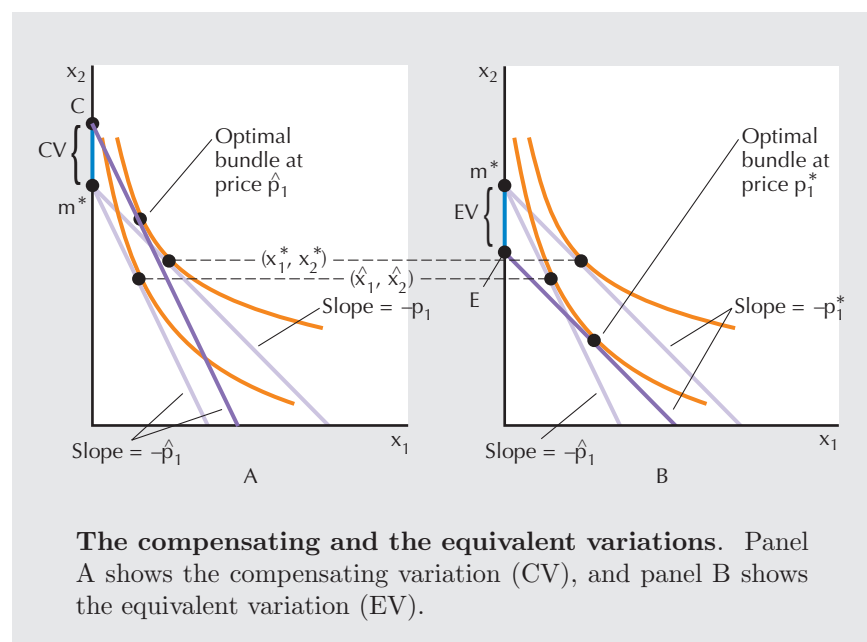 x₂
C
CV {
m*
Optimal
bundle at
price p̂₁
(x₁*, x₂*)
(x̂₁, x̂₂)
Slope = –p₁
Slope = –p̂₁
x₁
A
x₂
m*
EV {
E
Optimal
bundle at
price p₁*
Slope = –p₁*
Slope = –p̂₁
x₁
B
The compensating and the equivalent variations. Panel
A shows the compensating variation (CV), and panel B shows
the equivalent variation (EV).